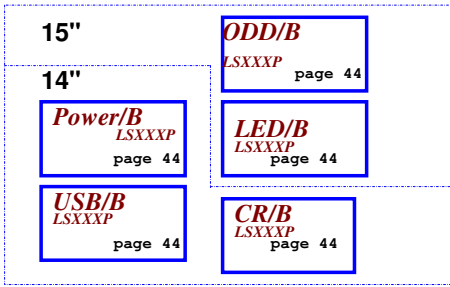 15"
ODD/B
LSXXXP
page 44
14"
Power/B
LSXXXP
page 44
LED/B
LSXXXP
page 44
USB/B
LSXXXP
page 44
CR/B
LSXXXP
page 44